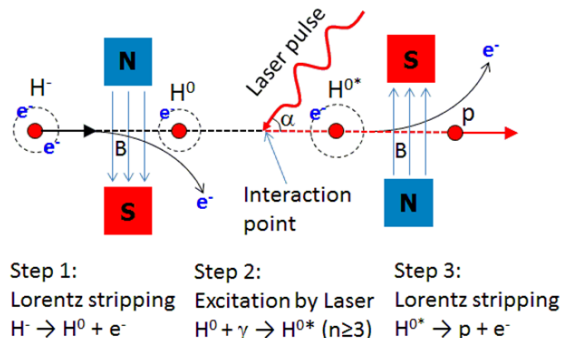 H⁻
e⁻
e⁻
N
S
B
H⁰
e⁻
e⁻
Laser pulse
α
Interaction
point
H⁰*
e⁻
S
N
B
p
e⁻
Step 1:
Lorentz stripping
H⁻ → H⁰ + e⁻
Step 2:
Excitation by Laser
H⁰ + γ → H⁰* (n≥3)
Step 3:
Lorentz stripping
H⁰* → p + e⁻